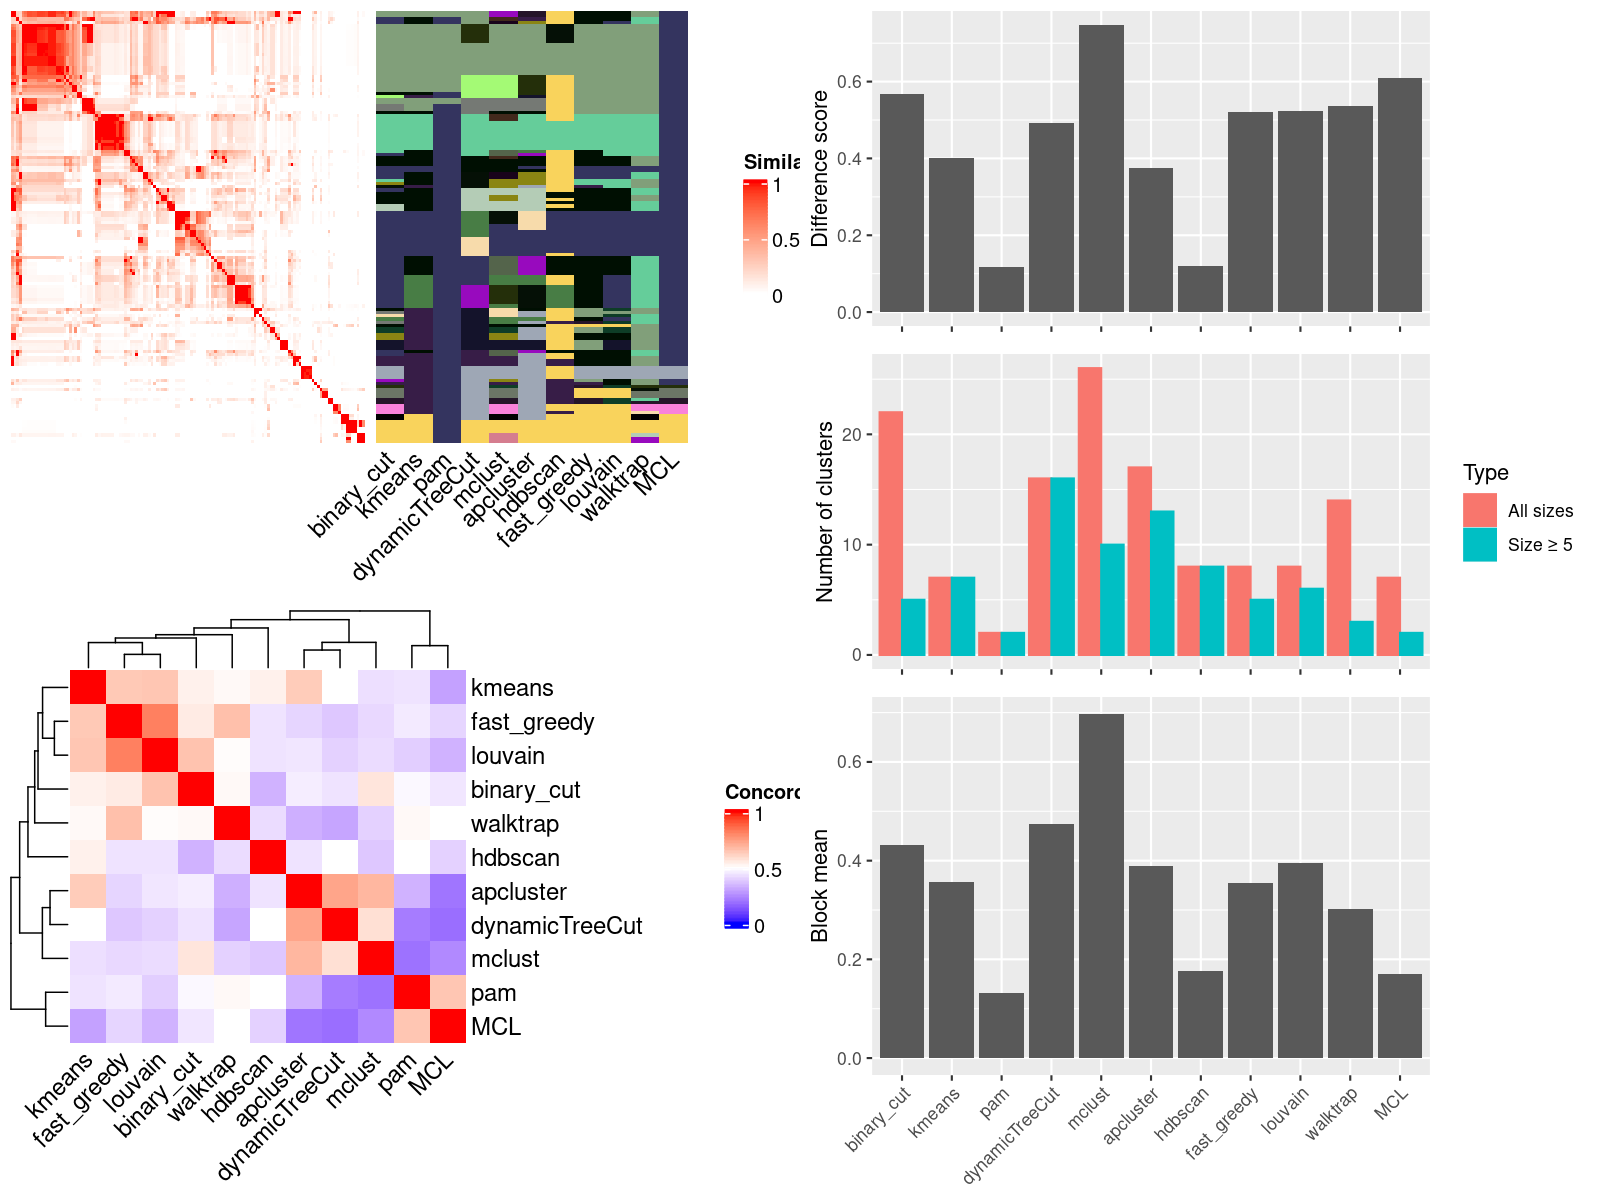 Simila
1
0.5
0
binary_cut
kmeans
pam
dynamicTreeCut
mclust
apcluster
hdbscan
fast_greedy
louvain
walktrap
MCL
kmeans
fast_greedy
louvain
binary_cut
walktrap
hdbscan
apcluster
dynamicTreeCut
mclust
pam
MCL
kmeans
fast_greedy
louvain
binary_cut
walktrap
hdbscan
apcluster
dynamicTreeCut
mclust
pam
MCL
Concord
1
0.5
0
Difference score
0.6
0.4
0.2
0.0
Number of clusters
20
10
0
Type
All sizes
Size ≥ 5
Block mean
0.6
0.4
0.2
0.0
binary_cut
kmeans
pam
dynamicTreeCut
mclust
apcluster
hdbscan
fast_greedy
louvain
walktrap
MCL